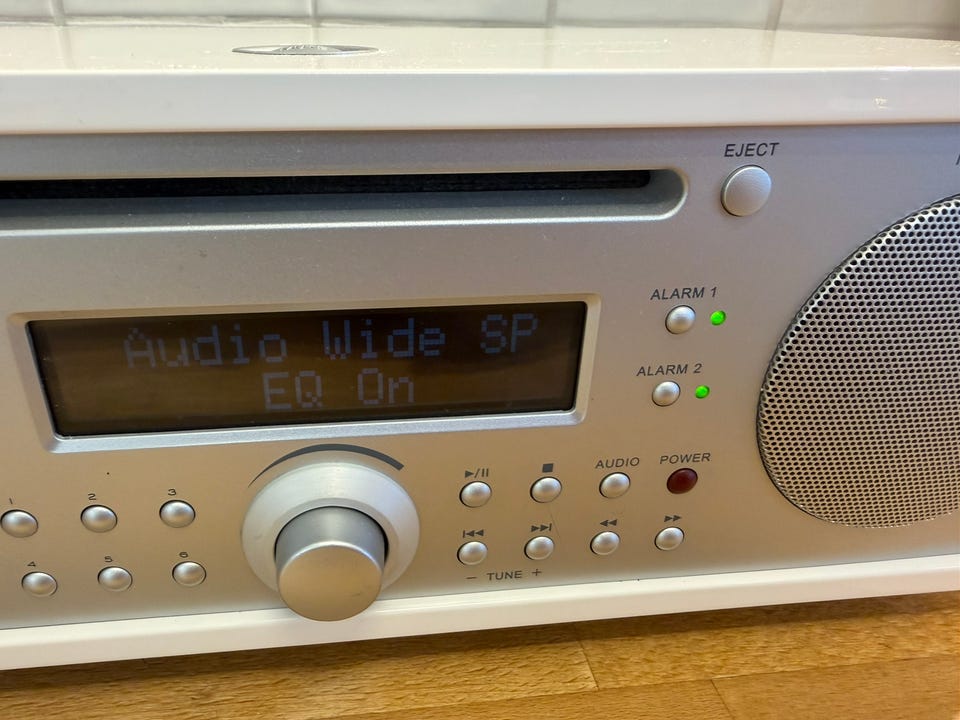 EJECT
ALARM 1
Audio Wide SP
EQ On
ALARM 2
AUDIO
POWER
1
2
3
4
5
6
− TUNE +